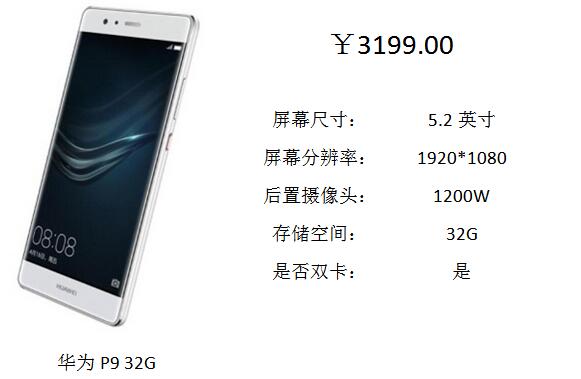 ￥3199.00
屏幕尺寸： 5.2 英寸
屏幕分辨率： 1920*1080
后置摄像头： 1200W
存储空间： 32G
是否双卡： 是
08:08
HUAWEI
华为 P9 32G